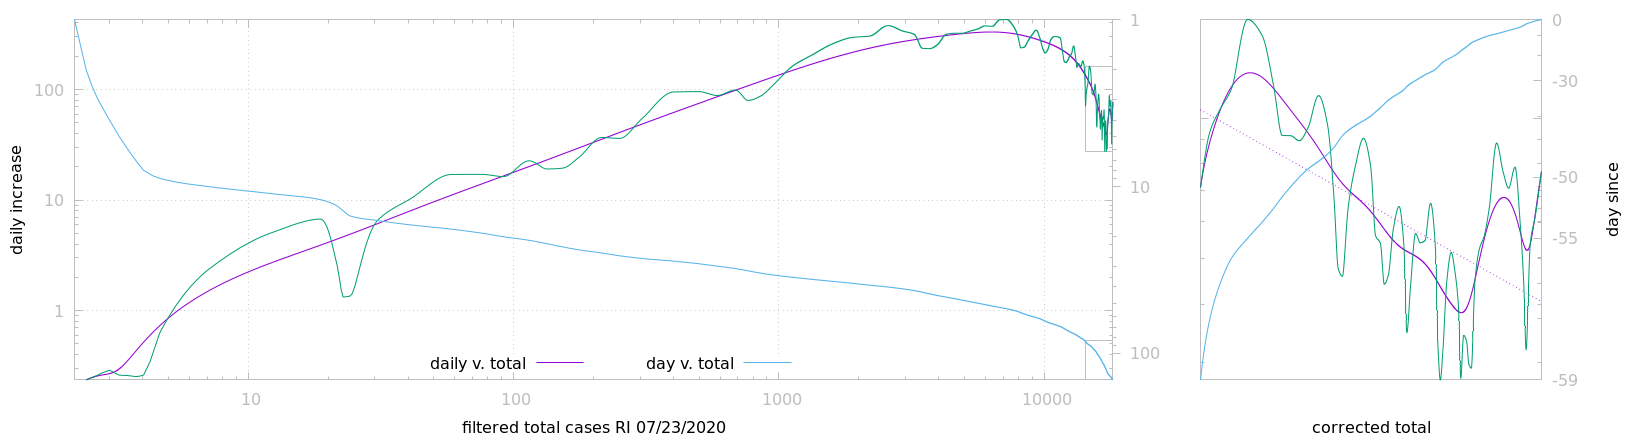 daily increase
100
10
1
10
100
1000
10000
1
10
100
daily v. total
day v. total
filtered total cases RI 07/23/2020
0
-30
-50
-55
-59
day since
corrected total